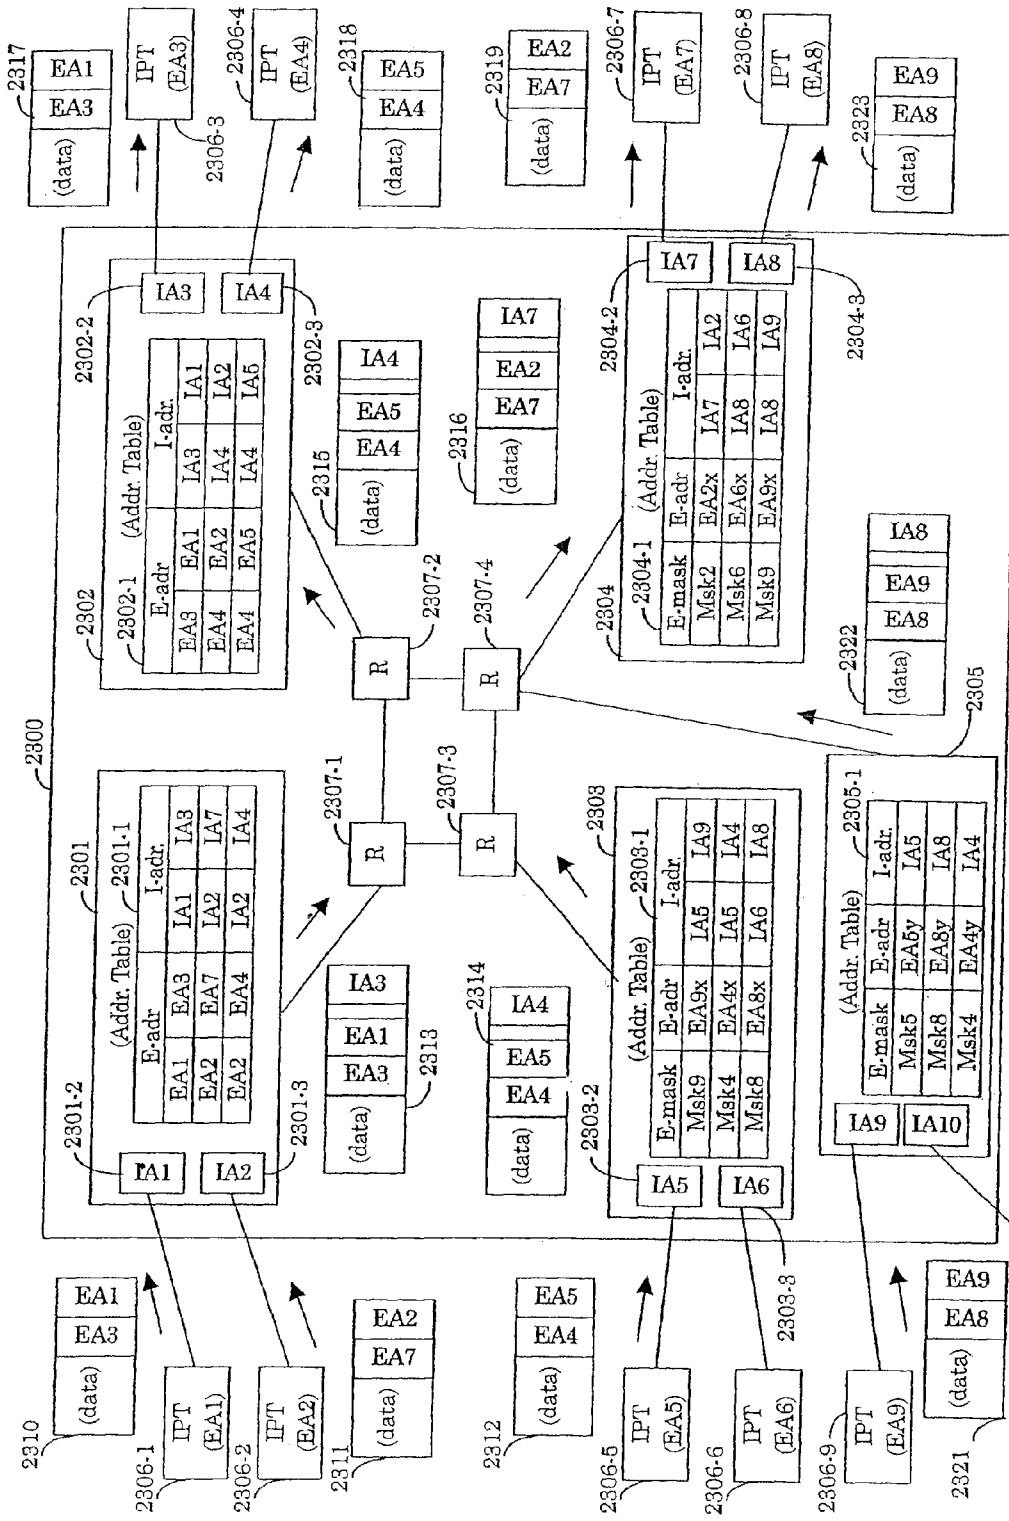 2300
2310
(data) EA3 EA1
2306-1
IPT
(EA1)
2306-2
IPT
(EA2)
2311
(data) EA7 EA2
2312
(data) EA4 EA5
2306-5
IPT
(EA5)
2306-6
IPT
(EA6)
2306-9
IPT
(EA9)
2321
(data) EA8 EA9
2301
2301-2
IA1
IA2
2301-3
(Addr. Table) 2301-1
E-adr I-adr.
EA1 EA3 IA1 IA3
EA2 EA7 IA2 IA7
EA2 EA4 IA2 IA4
(data) EA3 EA1 IA3
2313
2314
(data) EA4 EA5 IA4
2303
2303-2
IA5
IA6
2303-3
(Addr. Table) 2303-1
E-mask E-adr I-adr.
Msk9 EA9x IA5 IA9
Msk4 EA4x IA5 IA4
Msk8 EA8x IA6 IA8
2305
IA9
IA10
(Addr. Table) 2305-1
E-mask E-adr I-adr.
Msk5 EA5y IA5
Msk8 EA8y IA8
Msk4 EA4y IA4
2307-1
R
2307-2
R
2307-3
R
2307-4
R
2302
2302-1 (Addr. Table)
E-adr I-adr.
EA3 EA1 IA3 IA1
EA4 EA2 IA4 IA2
EA4 EA5 IA4 IA5
2302-2
IA3
IA4
2302-3
2315
(data) EA4 EA5 IA4
2316
(data) EA7 EA2 IA7
2304
2304-1 (Addr. Table)
E-mask E-adr I-adr.
Msk2 EA2x IA7 IA2
Msk6 EA6x IA8 IA6
Msk9 EA9x IA8 IA9
2304-2
IA7
IA8
2304-3
2322
(data) EA8 EA9 IA8
2317
(data) EA3 EA1
IPT
(EA3)
2306-3
2306-4
IPT
(EA4)
2318
(data) EA4 EA5
2319
(data) EA7 EA2
2306-7
IPT
(EA7)
2306-8
IPT
(EA8)
2323
(data) EA8 EA9